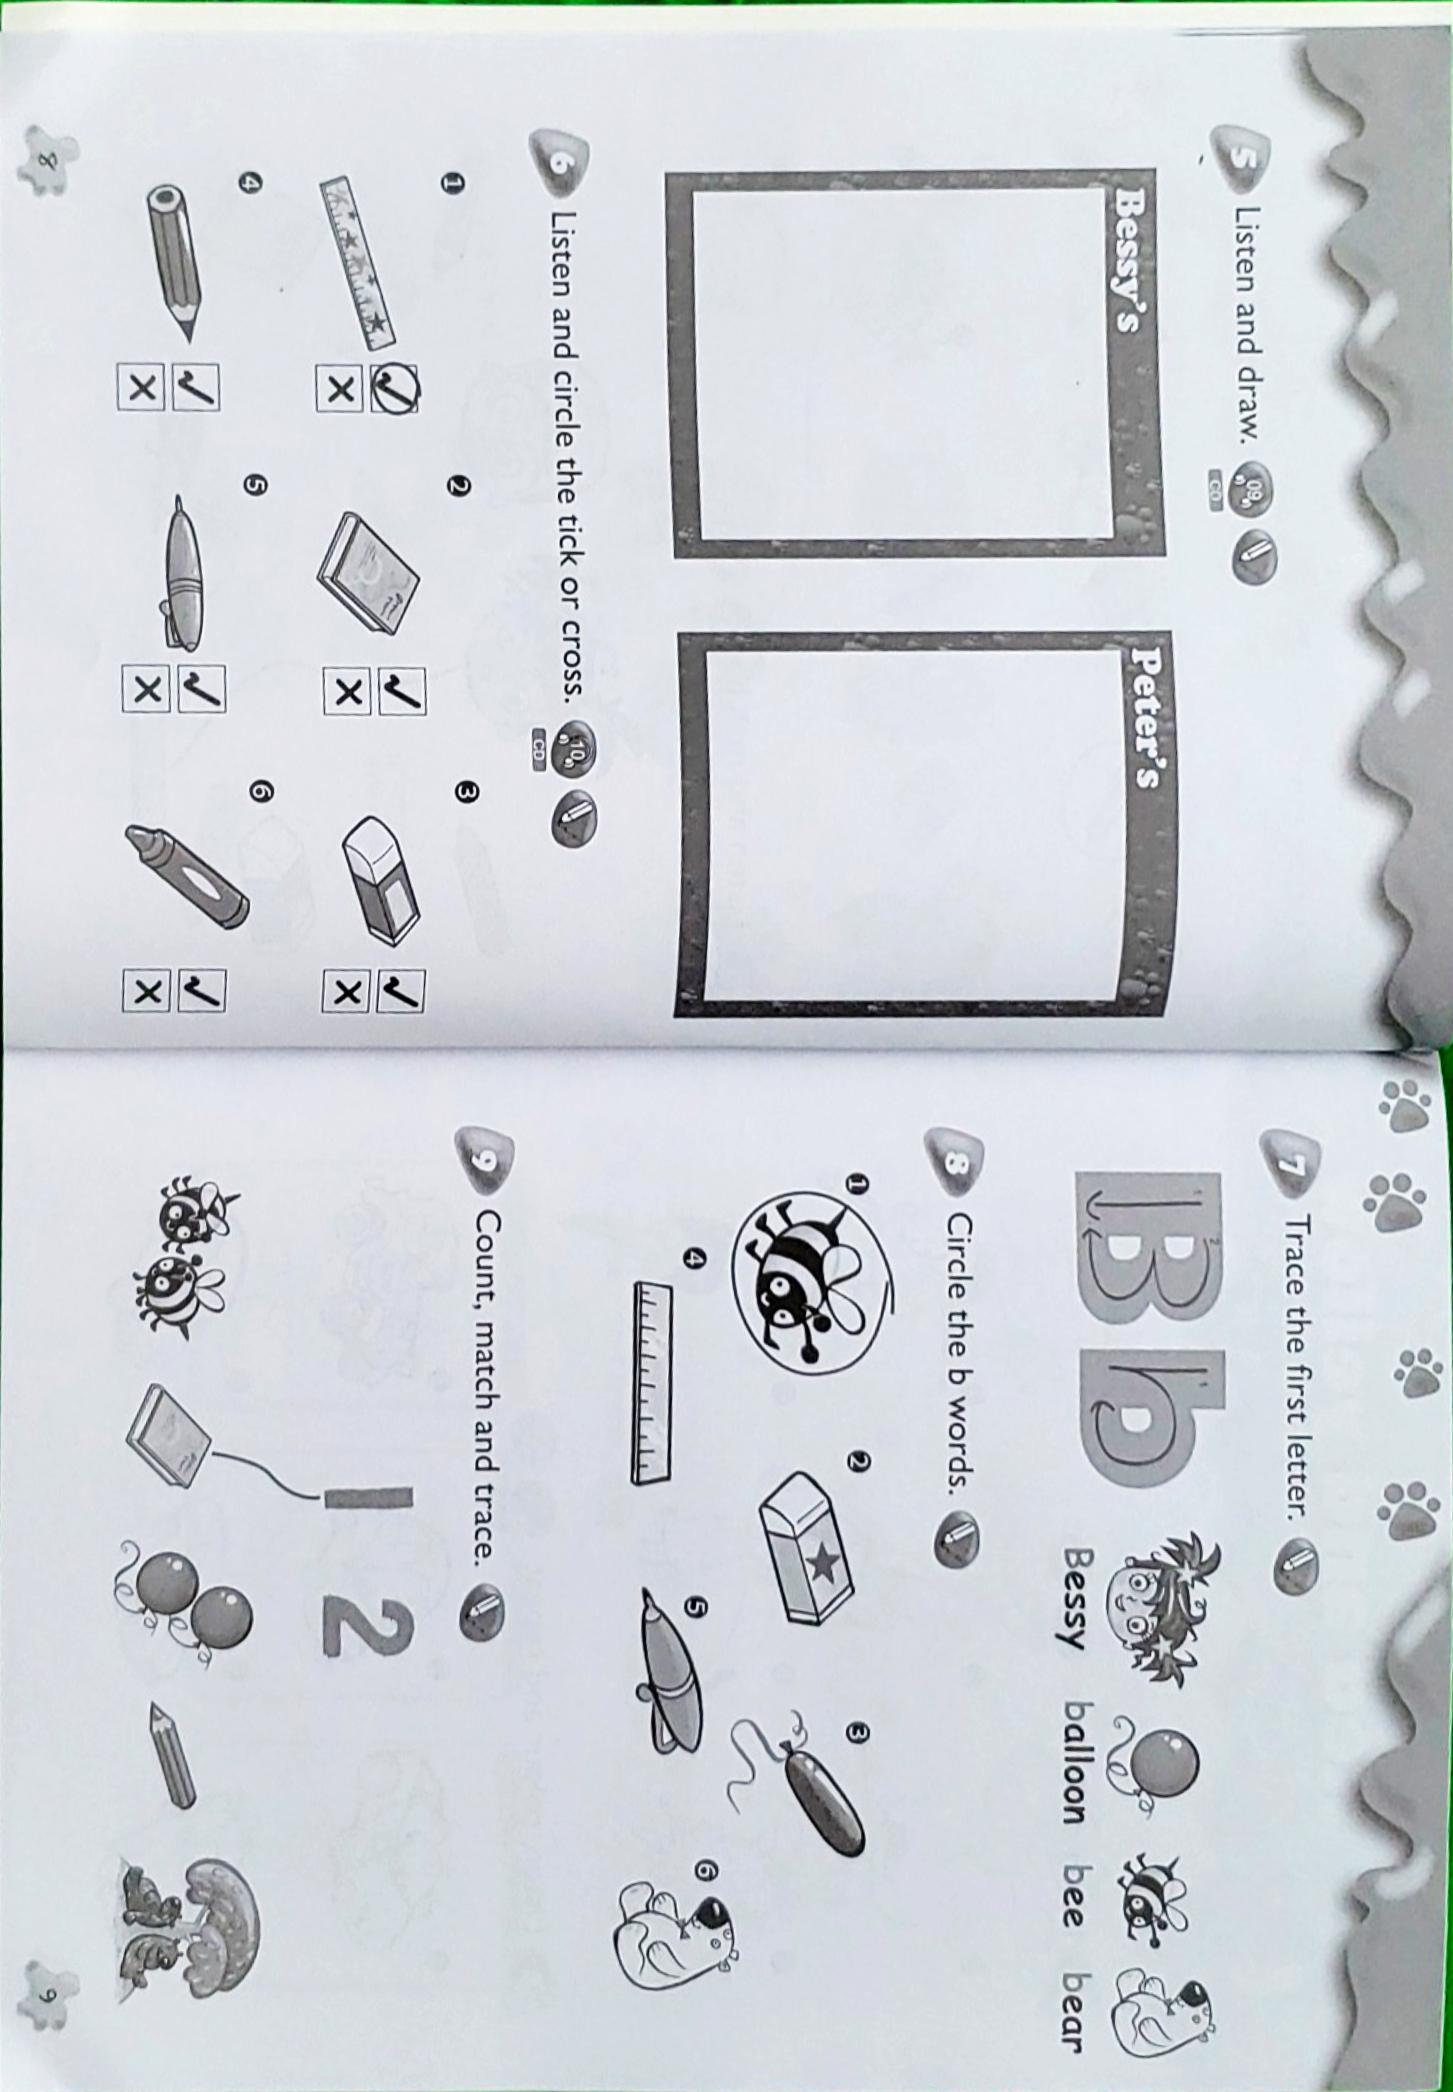 5 Listen and draw. 09
CD
Bessy's
Peter's
6 Listen and circle the tick or cross. 10
CD
1
2
3
4
5
6
8
7 Trace the first letter.
B b
Bessy balloon bee bear
8 Circle the b words.
1
2
3
4
5
6
9 Count, match and trace.
1 2
9